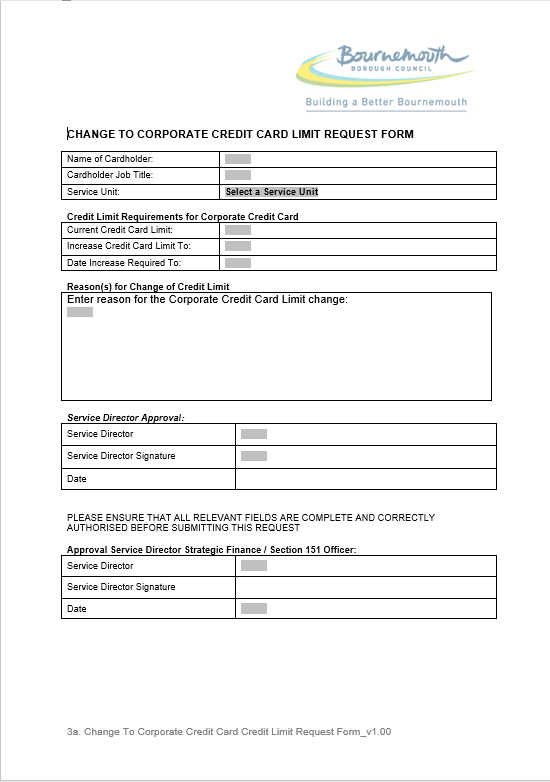 Bournemouth
BOROUGH COUNCIL
Building a Better Bournemouth
CHANGE TO CORPORATE CREDIT CARD LIMIT REQUEST FORM
Name of Cardholder:
Cardholder Job Title:
Service Unit: Select a Service Unit
Credit Limit Requirements for Corporate Credit Card
Current Credit Card Limit:
Increase Credit Card Limit To:
Date Increase Required To:
Reason(s) for Change of Credit Limit
Enter reason for the Corporate Credit Card Limit change:
Service Director Approval:
Service Director
Service Director Signature
Date
PLEASE ENSURE THAT ALL RELEVANT FIELDS ARE COMPLETE AND CORRECTLY
AUTHORISED BEFORE SUBMITTING THIS REQUEST
Approval Service Director Strategic Finance / Section 151 Officer:
Service Director
Service Director Signature
Date
3a. Change To Corporate Credit Card Credit Limit Request Form_v1.00